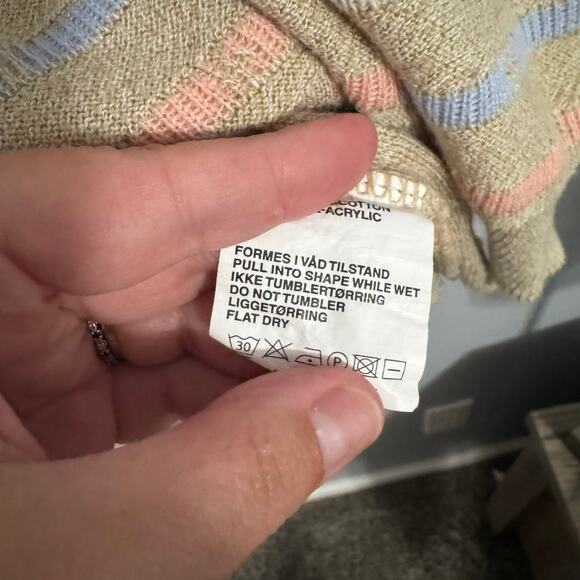 COTTON
-ACRYLIC
FORMES I VÅD TILSTAND
PULL INTO SHAPE WHILE WET
IKKE TUMBLERTØRRING
DO NOT TUMBLER
LIGGETØRRING
FLAT DRY
30 P